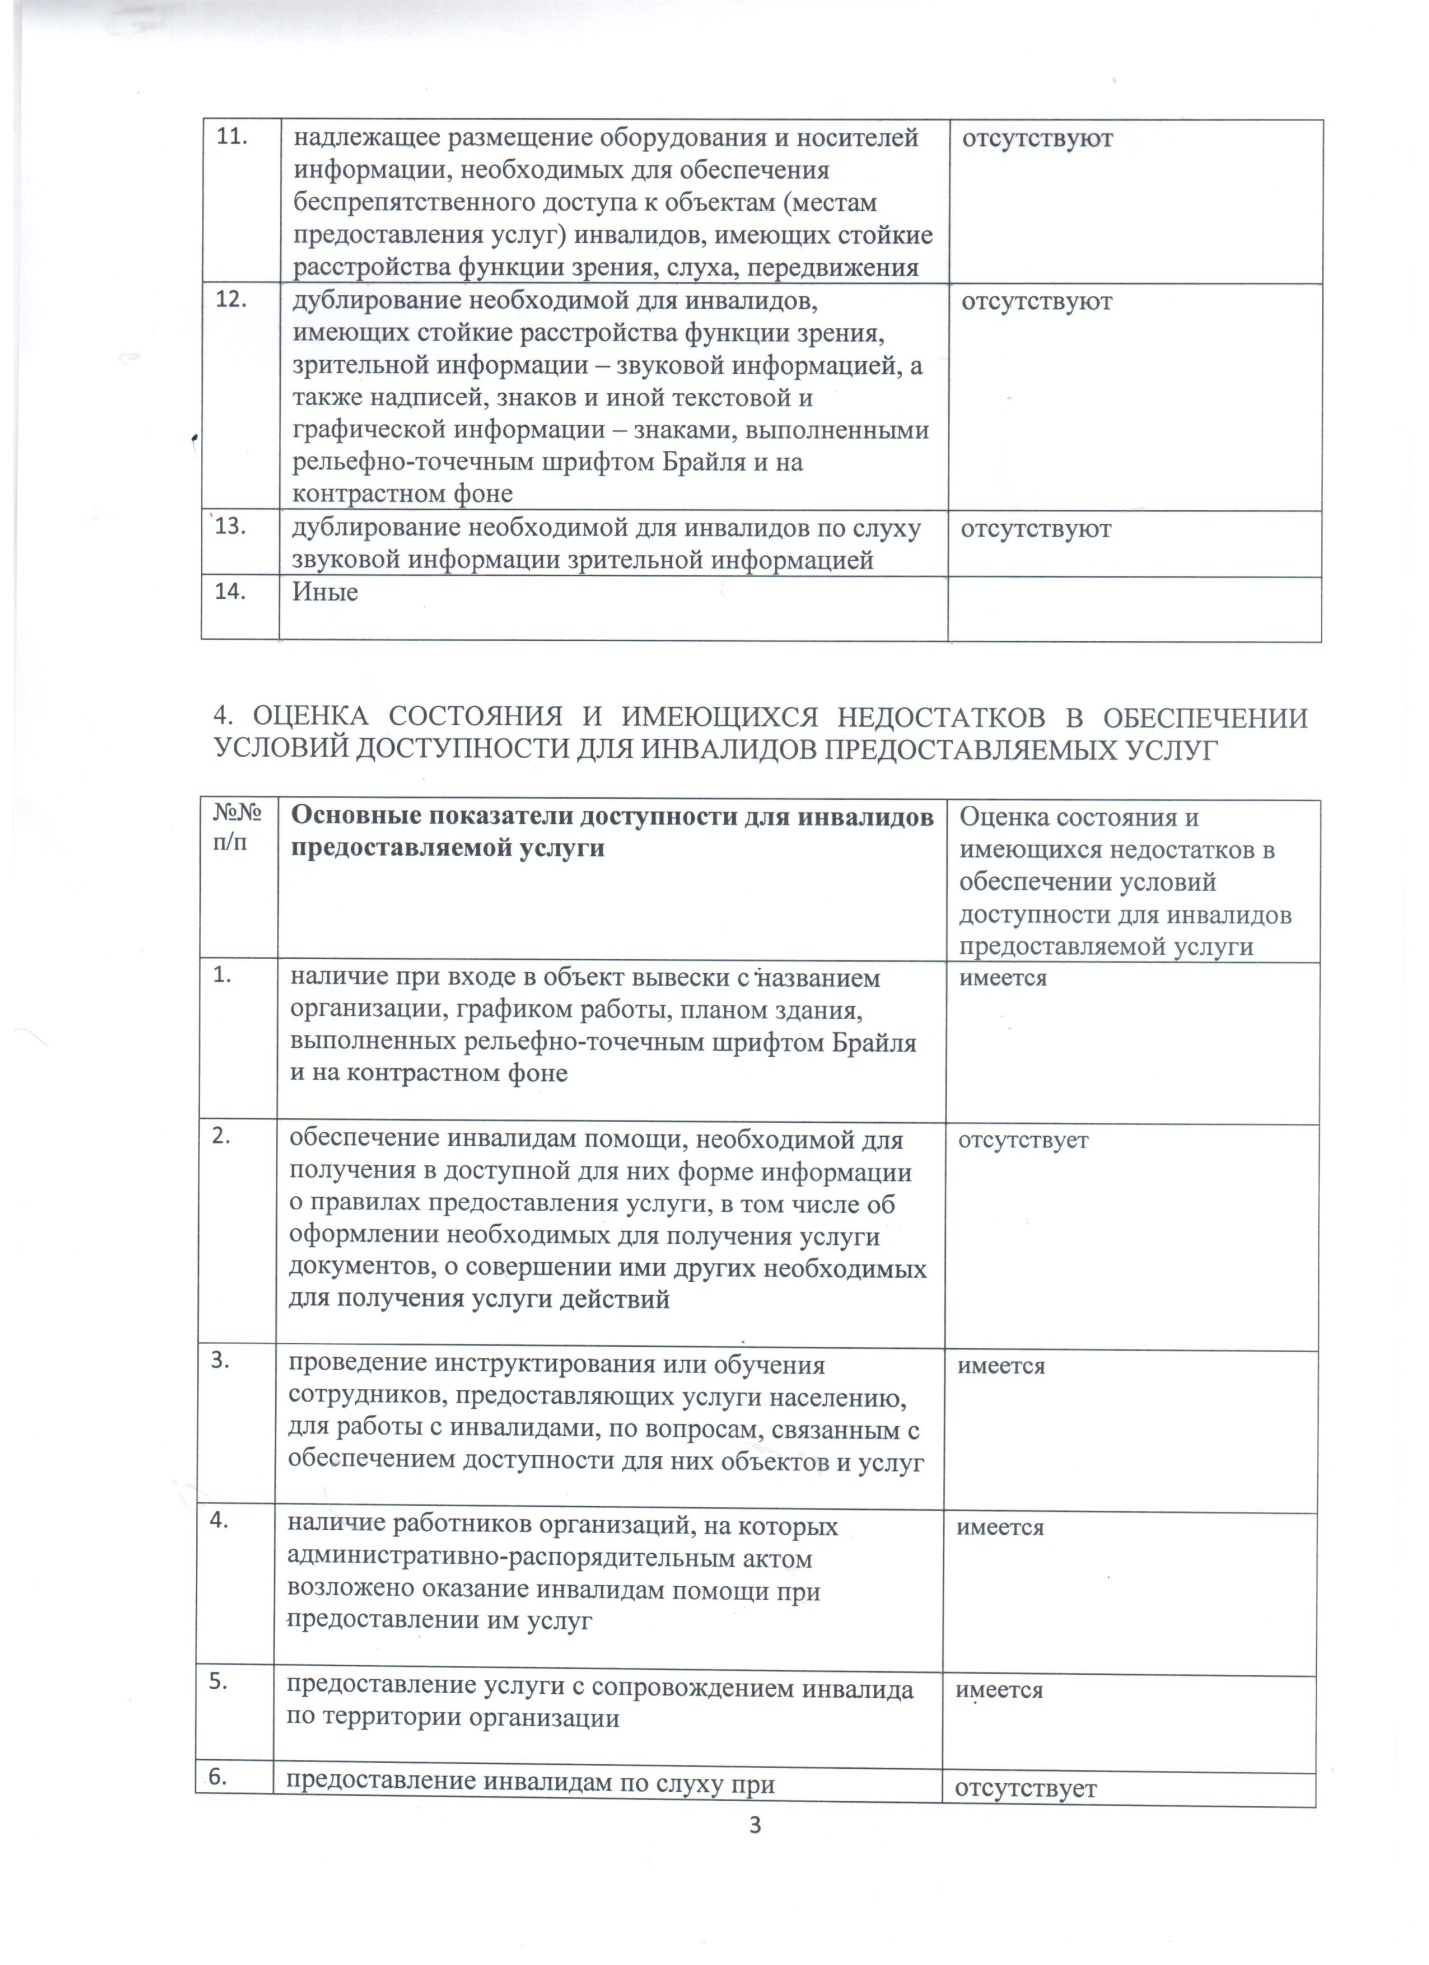 11. надлежащее размещение оборудования и носителей отсутствуют
информации, необходимых для обеспечения
беспрепятственного доступа к объектам (местам
предоставления услуг) инвалидов, имеющих стойкие
расстройства функции зрения, слуха, передвижения
12. дублирование необходимой для инвалидов, отсутствуют
имеющих стойкие расстройства функции зрения,
зрительной информации – звуковой информацией, а
также надписей, знаков и иной текстовой и
графической информации – знаками, выполненными
рельефно-точечным шрифтом Брайля и на
контрастном фоне
13. дублирование необходимой для инвалидов по слуху отсутствуют
звуковой информации зрительной информацией
14. Иные
4. ОЦЕНКА СОСТОЯНИЯ И ИМЕЮЩИХСЯ НЕДОСТАТКОВ В ОБЕСПЕЧЕНИИ
УСЛОВИЙ ДОСТУПНОСТИ ДЛЯ ИНВАЛИДОВ ПРЕДОСТАВЛЯЕМЫХ УСЛУГ
№№
п/п
Основные показатели доступности для инвалидов
предоставляемой услуги
Оценка состояния и
имеющихся недостатков в
обеспечении условий
доступности для инвалидов
предоставляемой услуги
1. наличие при входе в объект вывески с названием имеется
организации, графиком работы, планом здания,
выполненных рельефно-точечным шрифтом Брайля
и на контрастном фоне
2. обеспечение инвалидам помощи, необходимой для отсутствует
получения в доступной для них форме информации
о правилах предоставления услуги, в том числе об
оформлении необходимых для получения услуги
документов, о совершении ими других необходимых
для получения услуги действий
3. проведение инструктирования или обучения имеется
сотрудников, предоставляющих услуги населению,
для работы с инвалидами, по вопросам, связанным с
обеспечением доступности для них объектов и услуг
4. наличие работников организаций, на которых имеется
административно-распорядительным актом
возложено оказание инвалидам помощи при
предоставлении им услуг
5. предоставление услуги с сопровождением инвалида имеется
по территории организации
6. предоставление инвалидам по слуху при отсутствует
3